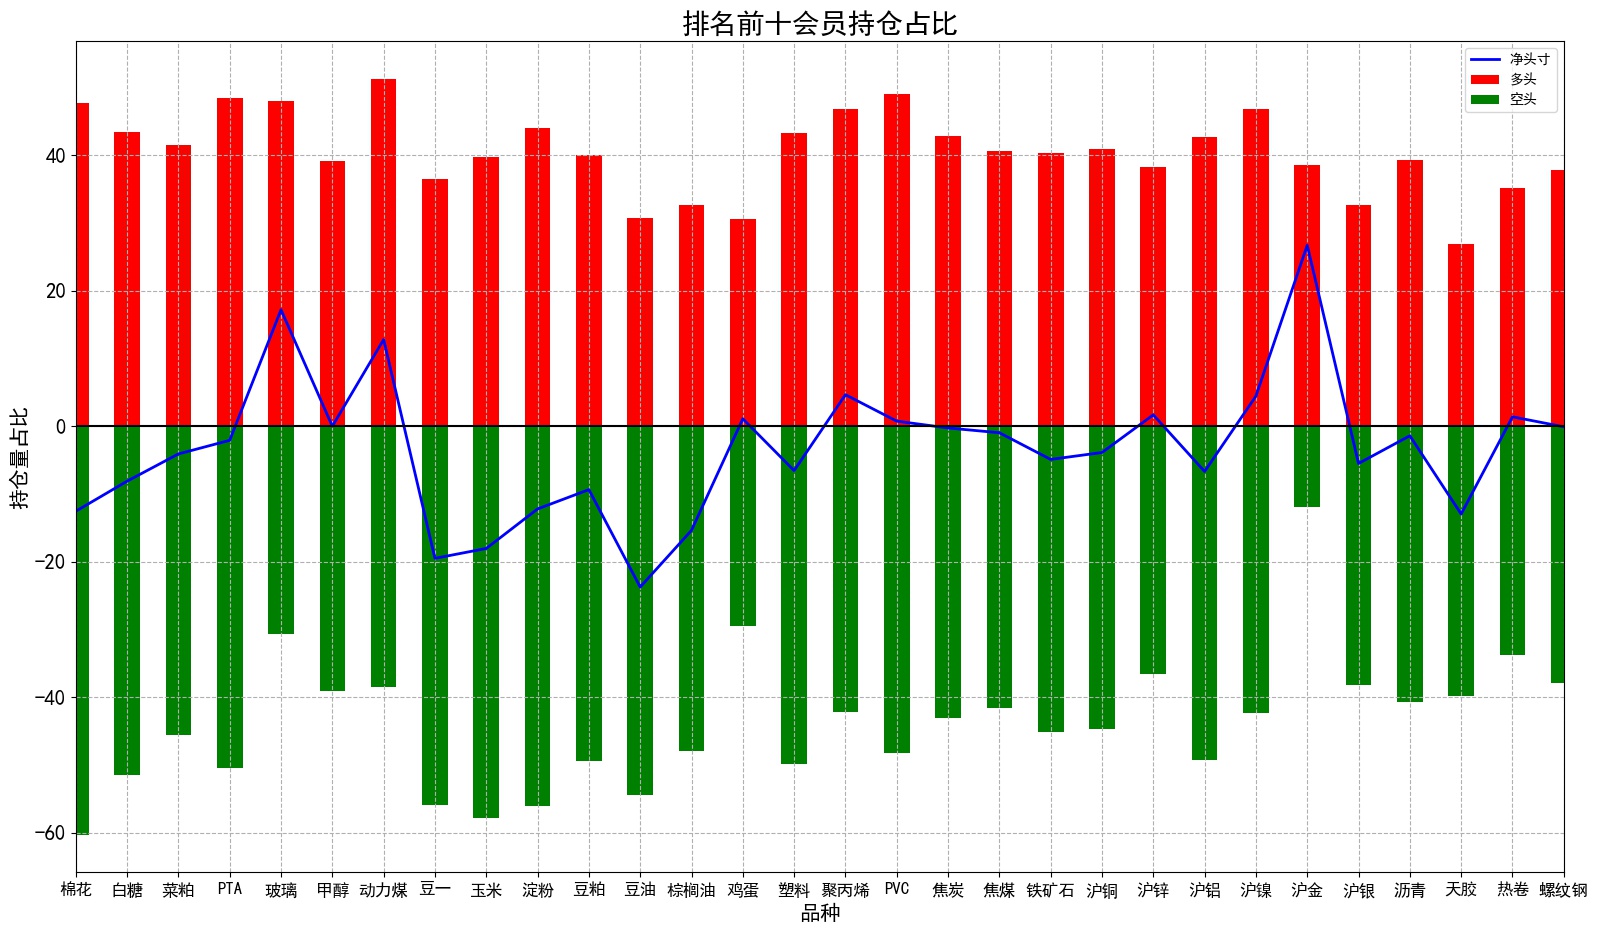 排名前十会员持仓占比
净头寸
多头
空头
持仓量占比
40
20
0
−20
−40
−60
棉花 白糖 菜粕 PTA 玻璃 甲醇 动力煤 豆一 玉米 淀粉 豆粕 豆油 棕榈油 鸡蛋 塑料 聚丙烯 PVC 焦炭 焦煤 铁矿石 沪铜 沪锌 沪铝 沪镍 沪金 沪银 沥青 天胶 热卷 螺纹钢
品种